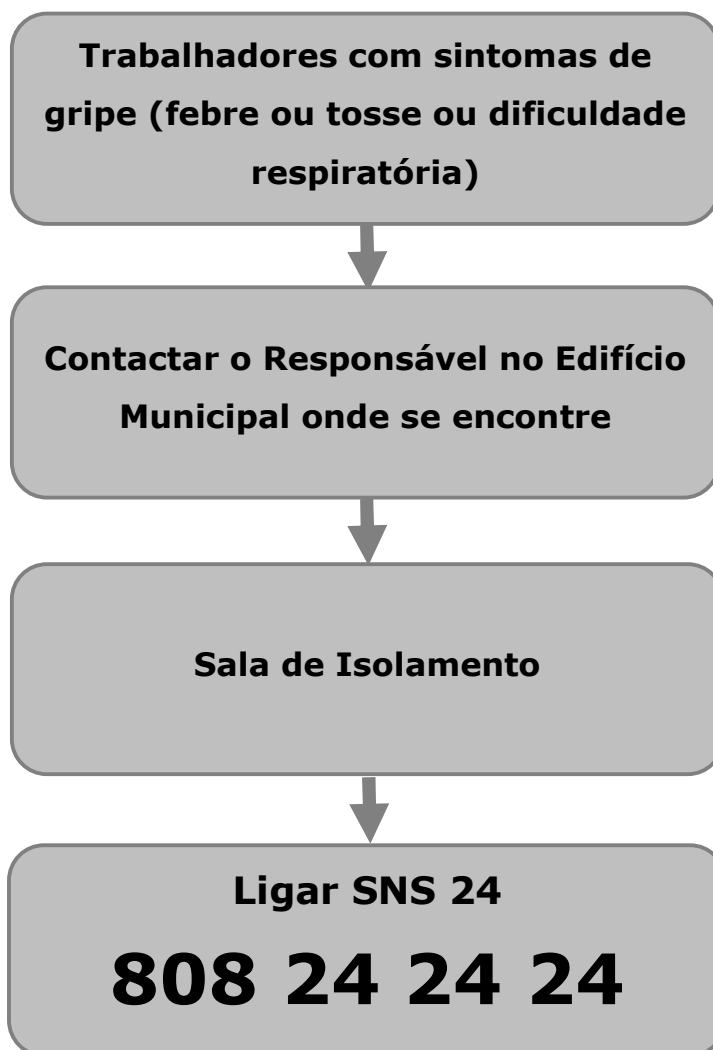 Trabalhadores com sintomas de
gripe (febre ou tosse ou dificuldade
respiratória)
Contactar o Responsável no Edifício
Municipal onde se encontre
Sala de Isolamento
Ligar SNS 24
808 24 24 24